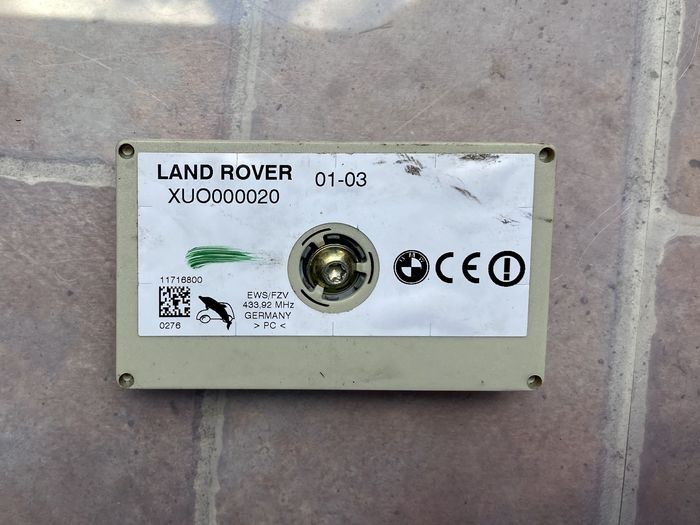 LAND ROVER 01-03
XUO000020
11716800
0276
EWS/FZV
433,92 MHz
GERMANY
> PC <
CE